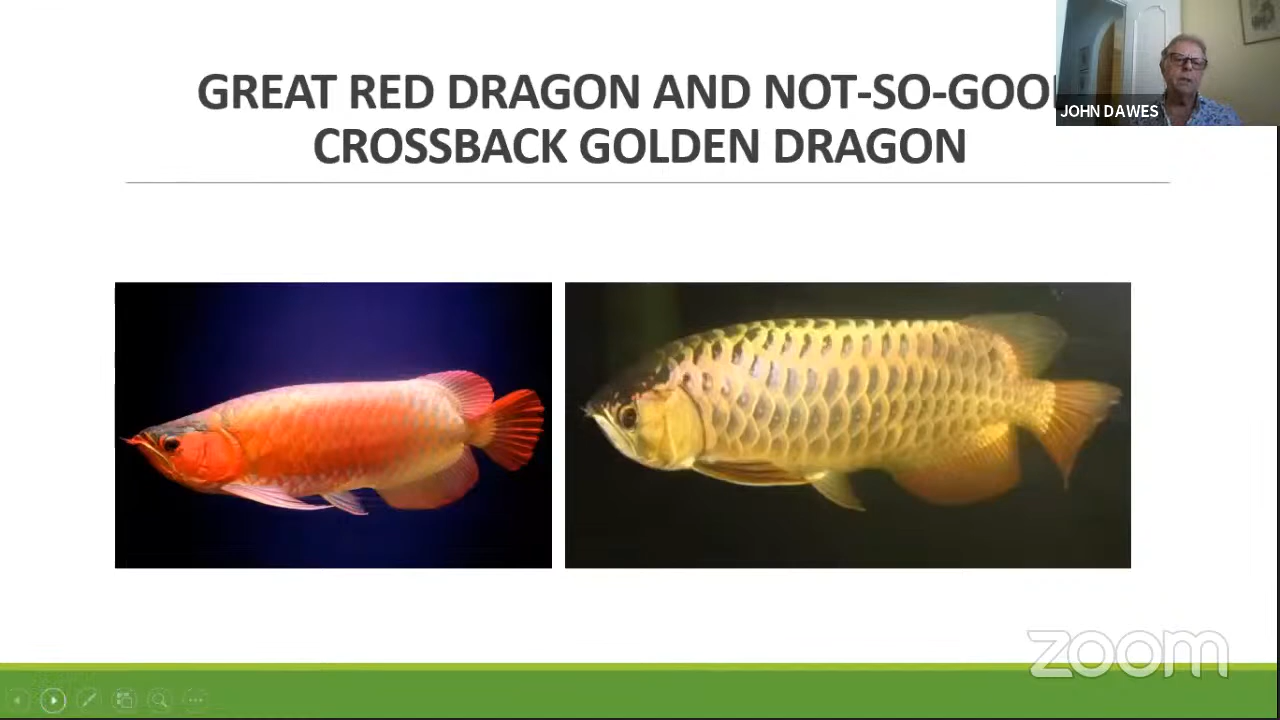 GREAT RED DRAGON AND NOT-SO-GOO
CROSSBACK GOLDEN DRAGON
JOHN DAWES
zoom